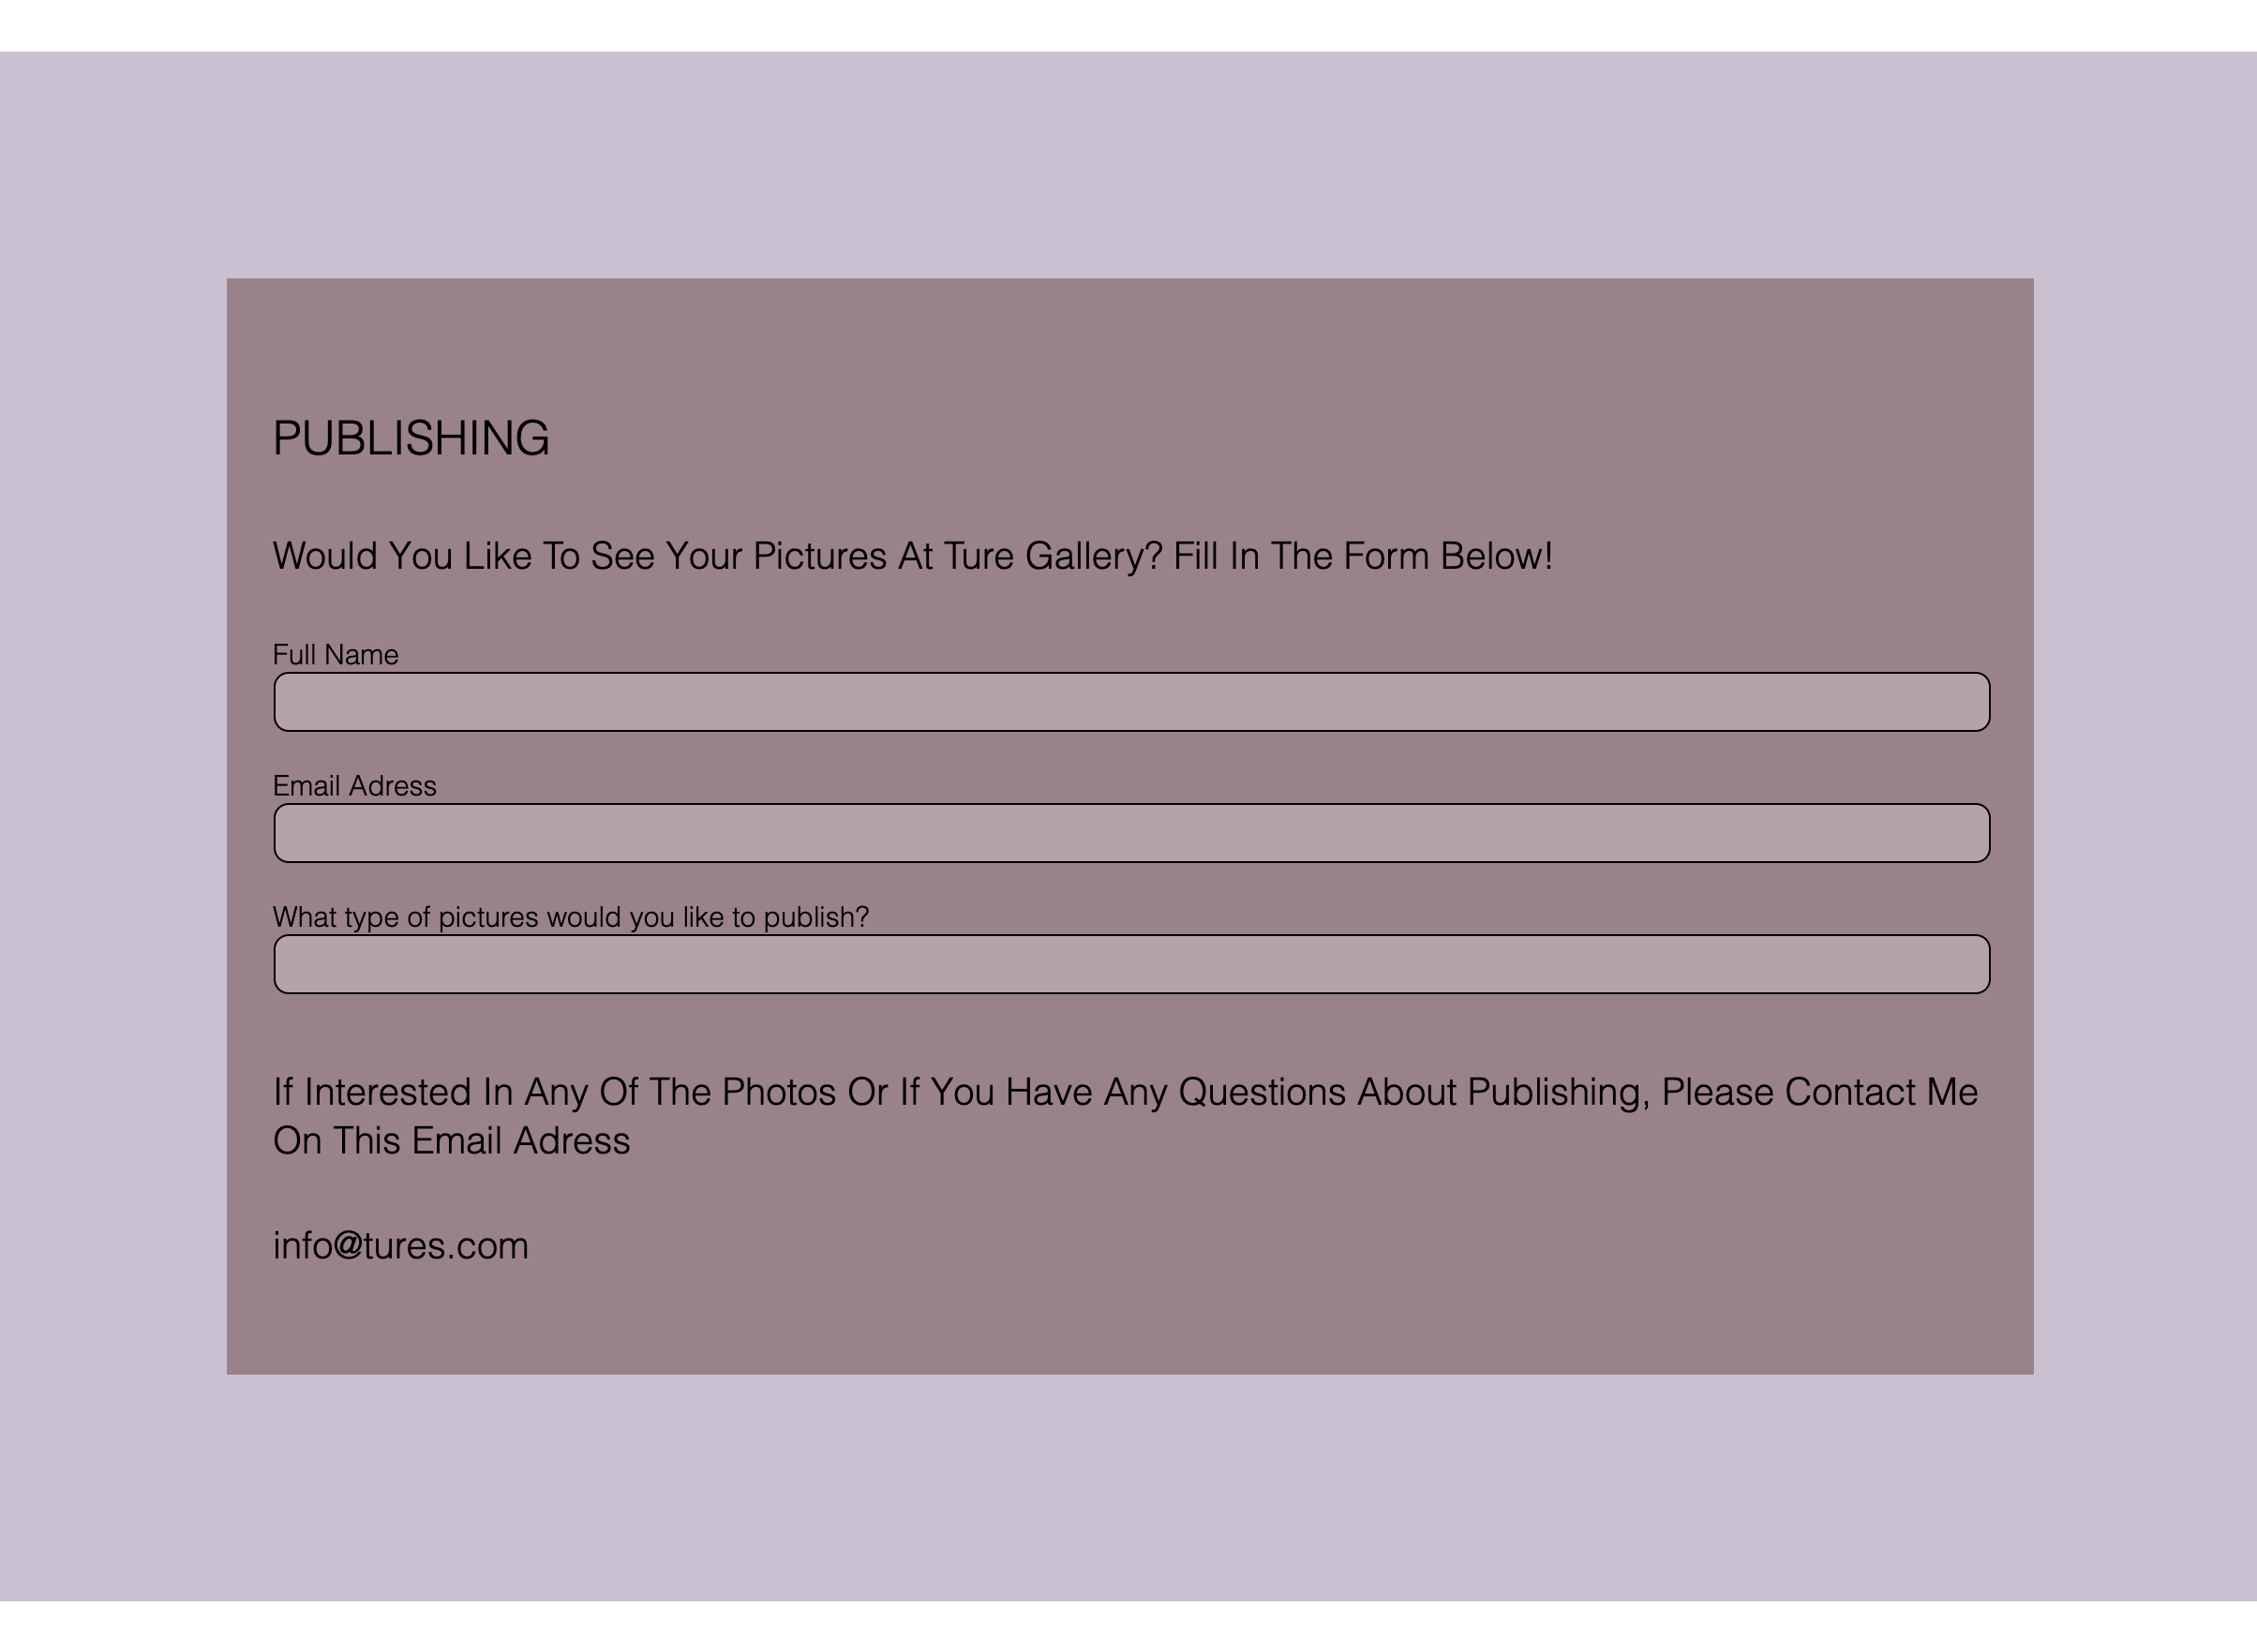 PUBLISHING
Would You Like To See Your Pictures At Ture Gallery? Fill In The Form Below!
Full Name
Email Adress
What type of pictures would you like to publish?
If Interested In Any Of The Photos Or If You Have Any Questions About Publishing, Please Contact Me
On This Email Adress
info@tures.com